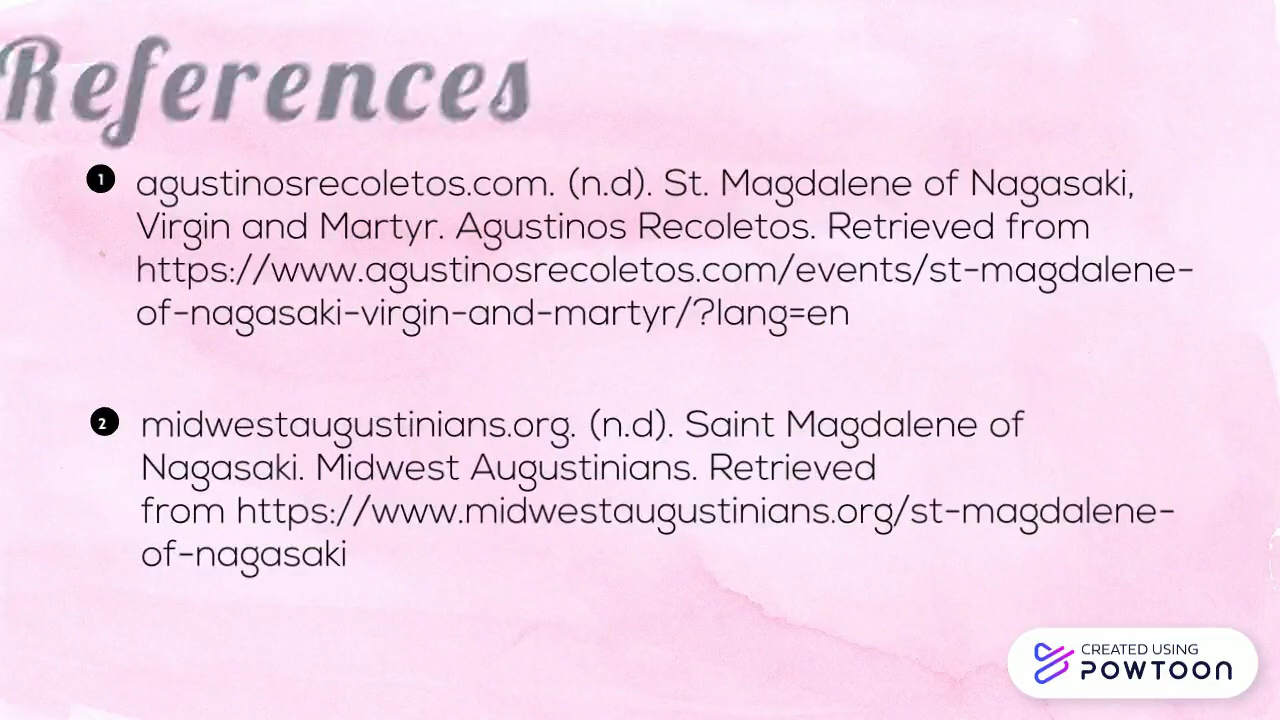 References
1 agustinosrecoletos.com. (n.d). St. Magdalene of Nagasaki,
Virgin and Martyr. Agustinos Recoletos. Retrieved from
https://www.agustinosrecoletos.com/events/st-magdalene-
of-nagasaki-virgin-and-martyr/?lang=en
2 midwestaugustinians.org. (n.d). Saint Magdalene of
Nagasaki. Midwest Augustinians. Retrieved
from https://www.midwestaugustinians.org/st-magdalene-
of-nagasaki
CREATED USING
POWTOON